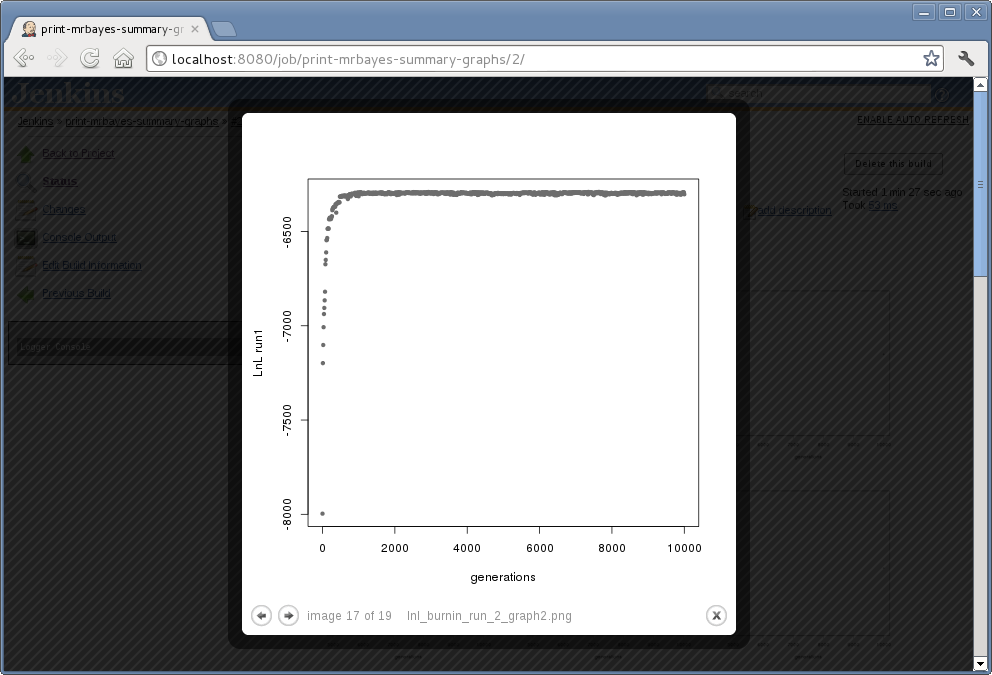 print-mrbayes-summary-gr
localhost:8080/job/print-mrbayes-summary-graphs/2/
Jenkins
search
Jenkins » print-mrbayes-summary-graphs »
ENABLE AUTO REFRESH
Back to Project
Status
Changes
Console Output
Edit Build Information
Previous Build
Logger Console
Delete this build
Started 1 min 27 sec ago
Took 53 ms
add description
LnL run1
-6500
-7000
-7500
-8000
0 2000 4000 6000 8000 10000
generations
image 17 of 19 lnl_burnin_run_2_graph2.png